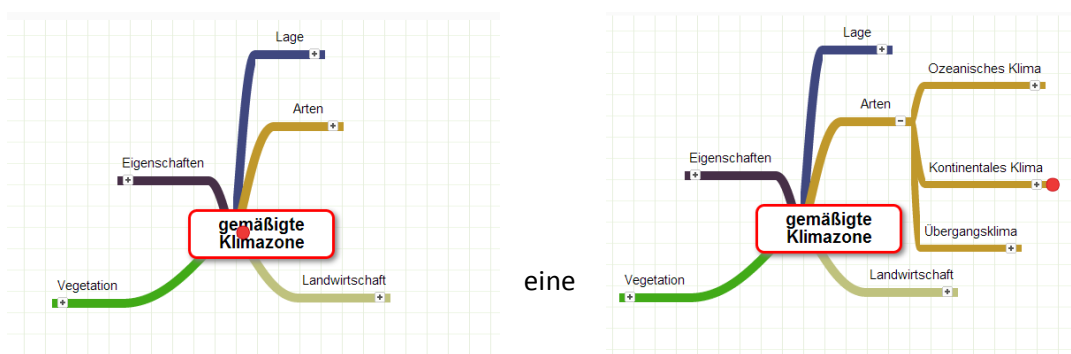 Lage
Arten
Eigenschaften
gemäßigte
Klimazone
Vegetation
Landwirtschaft
eine
Lage
Ozeanisches Klima
Arten
Eigenschaften
Kontinentales Klima
gemäßigte
Klimazone
Übergangsklima
Vegetation
Landwirtschaft